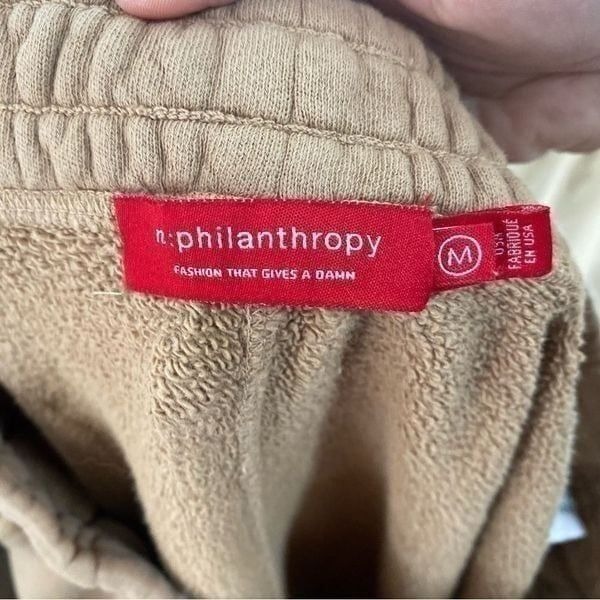 n:philanthropy
FASHION THAT GIVES A DAMN
M
USA
FABRIQUÉ
EN USA